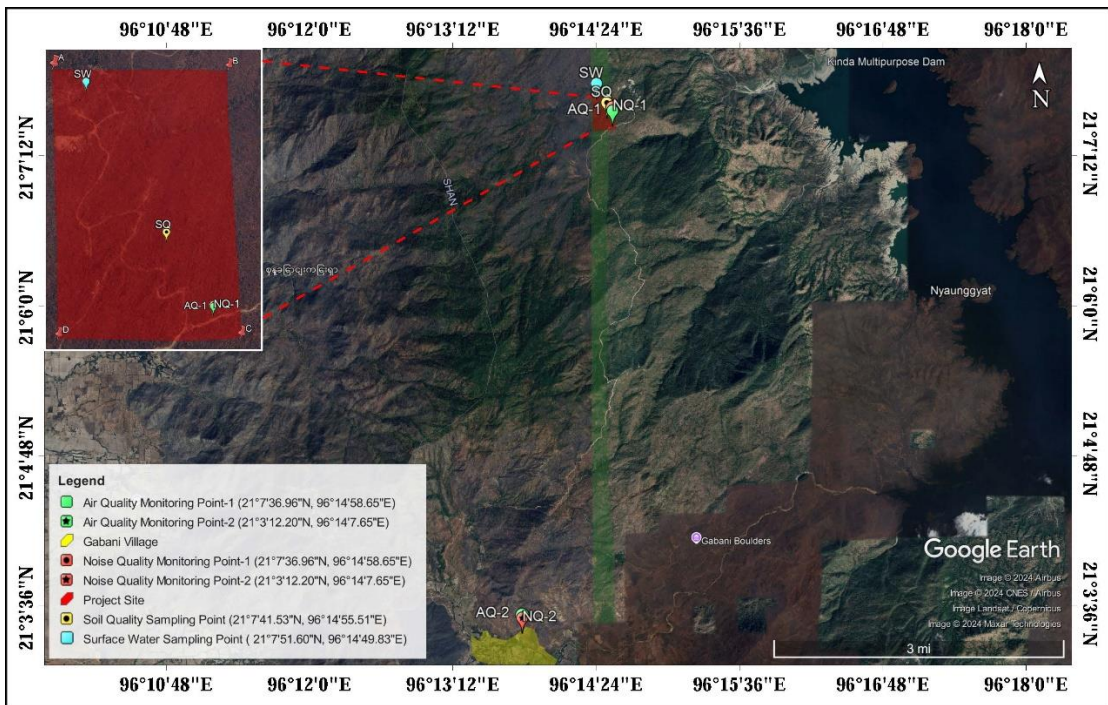 96°10'48"E
96°12'0"E
96°13'12"E
96°14'24"E
96°15'36"E
96°16'48"E
96°18'0"E
A
B
SW
SQ
AQ-1
NQ-1
D
C
SW
SQ
AQ-1
NQ-1
Kinda Multipurpose Dam
N
21°7'12"N
21°7'12"N
SHAN
Nyaunggyat
21°6'0"N
21°6'0"N
21°4'48"N
21°4'48"N
Gabani Boulders
AQ-2
NQ-2
21°3'36"N
21°3'36"N
Legend
Air Quality Monitoring Point-1 (21°7'36.96"N, 96°14'58.65"E)
Air Quality Monitoring Point-2 (21°3'12.20"N, 96°14'7.65"E)
Gabani Village
Noise Quality Monitoring Point-1 (21°7'36.96"N, 96°14'58.65"E)
Noise Quality Monitoring Point-2 (21°3'12.20"N, 96°14'7.65"E)
Project Site
Soil Quality Sampling Point (21°7'41.53"N, 96°14'55.51"E)
Surface Water Sampling Point ( 21°7'51.60"N, 96°14'49.83"E)
Google Earth
Image © 2024 Airbus
Image © 2024 CNES / Airbus
Image Landsat / Copernicus
Image © 2024 Maxar Technologies
3 mi
96°10'48"E
96°12'0"E
96°13'12"E
96°14'24"E
96°15'36"E
96°16'48"E
96°18'0"E